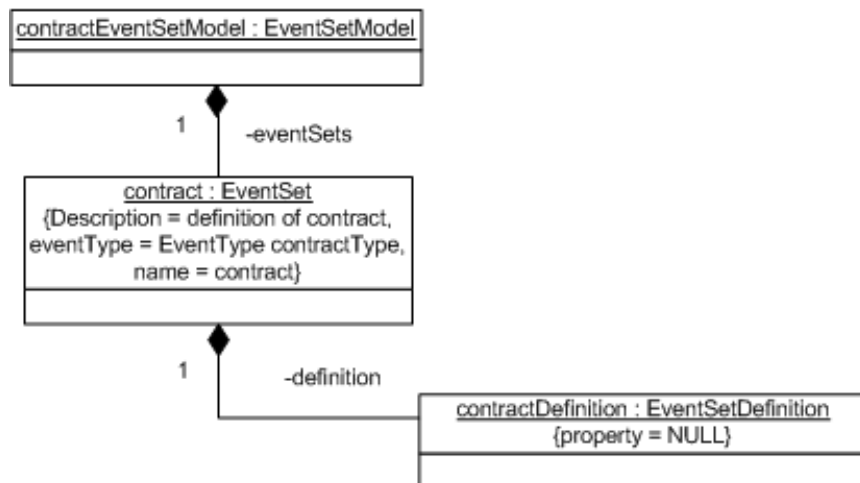 contractEventSetModel : EventSetModel
1
-eventSets
contract : EventSet
{Description = definition of contract,
eventType = EventType contractType,
name = contract}
1
-definition
contractDefinition : EventSetDefinition
{property = NULL}